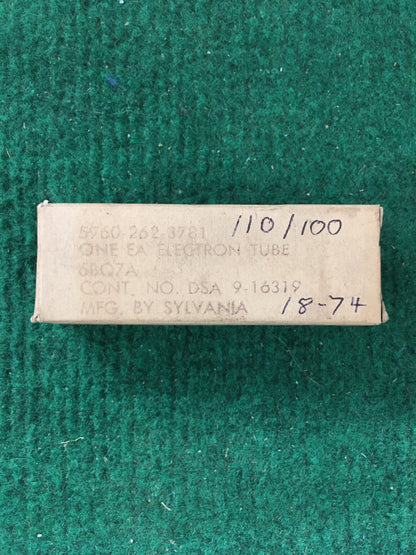 5960-262-3781 110/100
ONE EA ELECTRON TUBE
6BQ7A
CONT. NO. DSA 9-16319
MFG. BY SYLVANIA 18-74